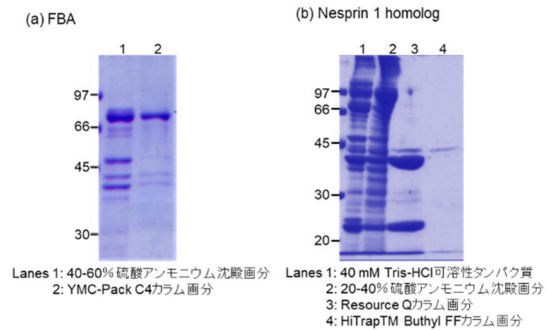 (a) FBA
1 2
97
66
45
30
Lanes 1: 40-60%硫酸アンモニウム沈殿画分
2: YMC-Pack C4カラム画分
(b) Nesprin 1 homolog
1 2 3 4
97
66
45
30
20
Lanes 1: 40 mM Tris-HCl可溶性タンパク質
2: 20-40%硫酸アンモニウム沈殿画分
3: Resource Qカラム画分
4: HiTrapTM Buthyl FFカラム画分